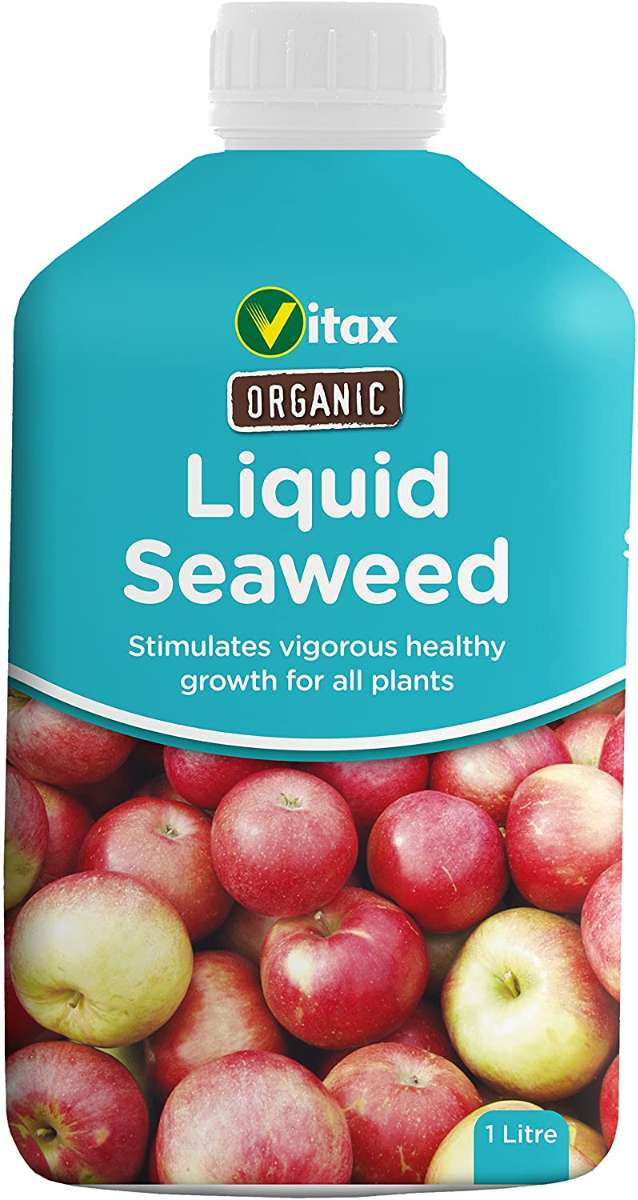 Vitax
ORGANIC
Liquid
Seaweed
Stimulates vigorous healthy
growth for all plants
1 Litre